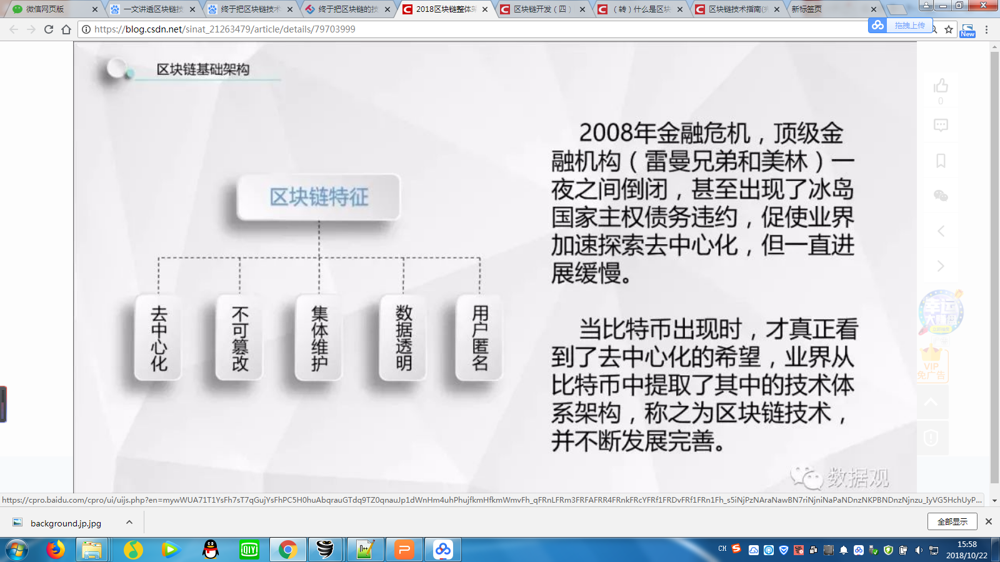 微信网页版
一文讲透区块链技
终于把区块链技术
终于把区块链的技
2018区块链整体架
区块链开发（四）
（转）什么是区块
区块链技术指南(完
新标签页
https://blog.csdn.net/sinat_21263479/article/details/79703999
拖拽上传
New
区块链基础架构
区块链特征
去中心化
不可篡改
集体维护
数据透明
用户匿名
2008年金融危机，顶级金
融机构（雷曼兄弟和美林）一
夜之间倒闭，甚至出现了冰岛
国家主权债务违约，促使业界
加速探索去中心化，但一直进
展缓慢。
当比特币出现时，才真正看
到了去中心化的希望，业界从
比特币中提取了其中的技术体
系架构，称之为区块链技术，
并不断发展完善。
数据观
0
幸运
大转盘
VIP
免广告
https://cpro.baidu.com/cpro/ui/uijs.php?en=mywWUA71T1YsFh7sT7qGujYsFhPC5H0huAbqrauGTdq9TZ0qnauJp1dWnHm4uhPhujfkmHfkmWmvFh_qFRnLFRm3FRFAFRR4FRnkFRcYFRf1FRDvFRf1FRn1Fh_s5iNjPzNAraNawBN7riNjniNaPaNDnzNKPBNDnzNjnzu_IyVG5HchUyP...
background.jp.jpg
全部显示
iQIYI
CH
15:58
2018/10/22